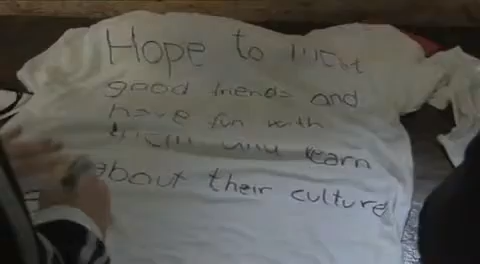 Hope to meet
good friends and
have fun with
them and learn
about their culture